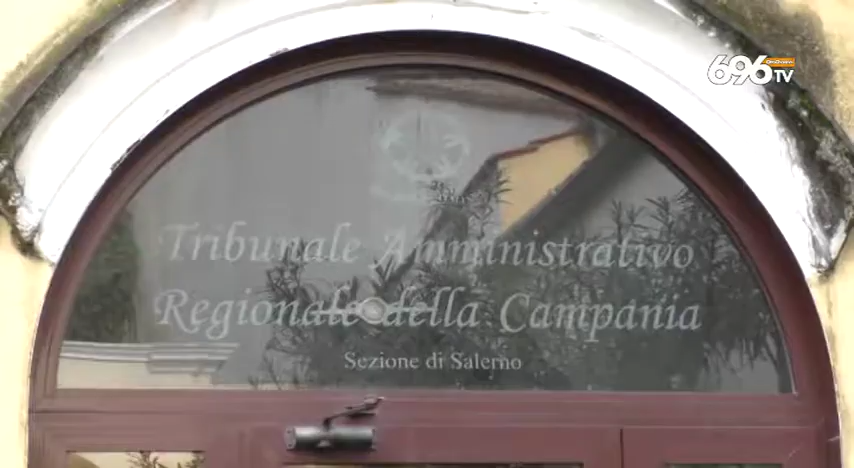 696 TV
Tribunale Amministrativo
Regionale della Campania
Sezione di Salerno